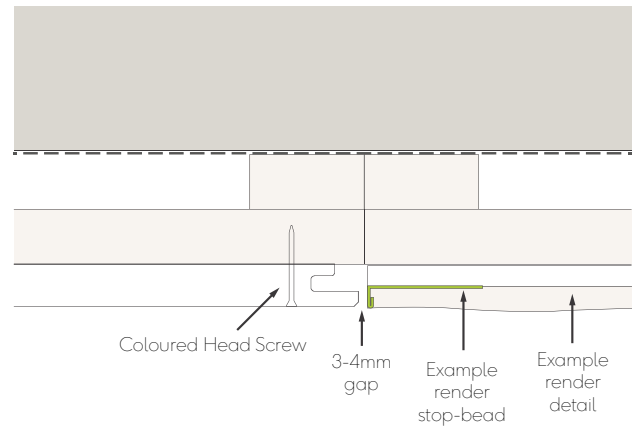 Coloured Head Screw
3-4mm
gap
Example
render
stop-bead
Example
render
detail